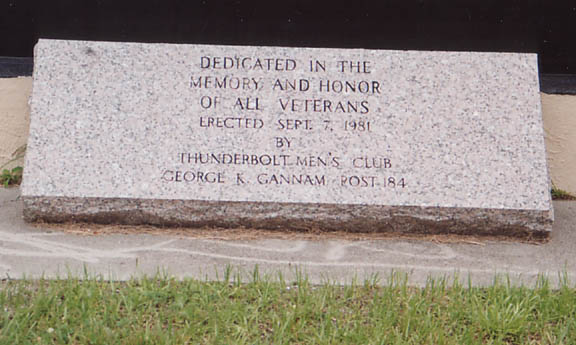 DEDICATED IN THE
MEMORY AND HONOR
OF ALL VETERANS
ERECTED SEPT. 7, 1981
BY
THUNDERBOLT MEN'S CLUB
GEORGE K. GANNAM POST 184